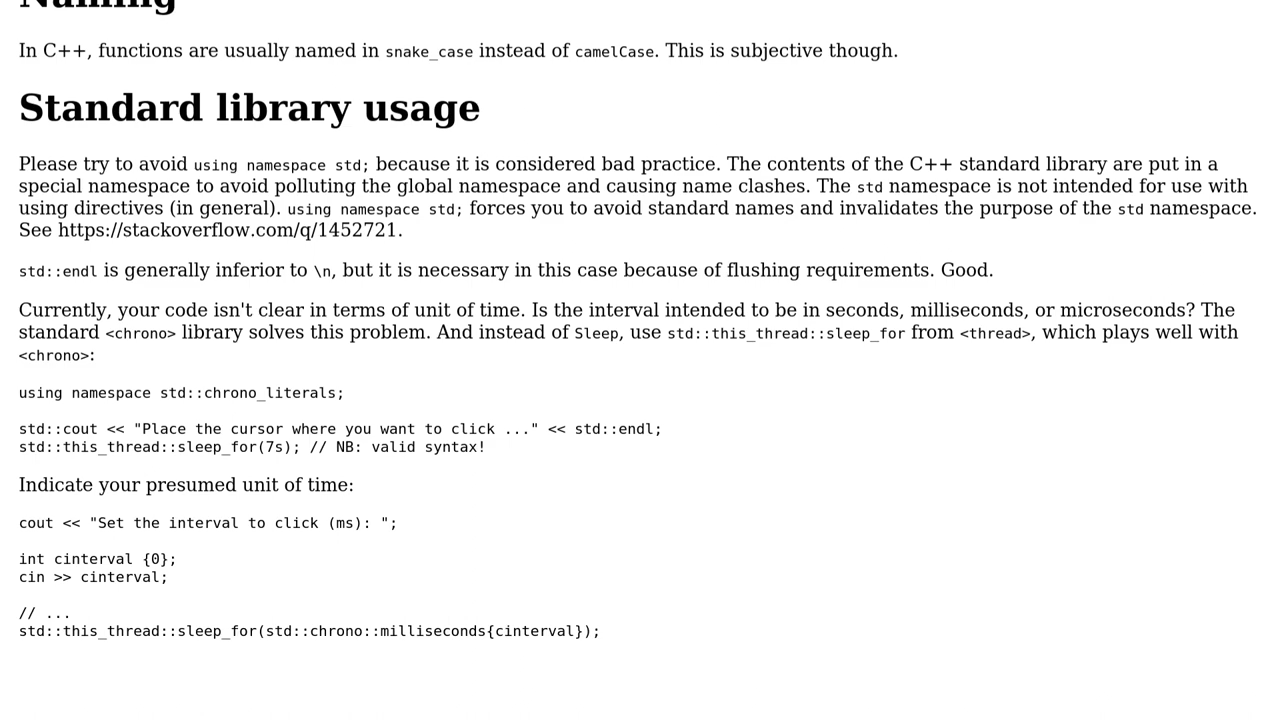 Naming
In C++, functions are usually named in snake_case instead of camelCase. This is subjective though.
Standard library usage
Please try to avoid using namespace std; because it is considered bad practice. The contents of the C++ standard library are put in a
special namespace to avoid polluting the global namespace and causing name clashes. The std namespace is not intended for use with
using directives (in general). using namespace std; forces you to avoid standard names and invalidates the purpose of the std namespace.
See https://stackoverflow.com/q/1452721.
std::endl is generally inferior to \n, but it is necessary in this case because of flushing requirements. Good.
Currently, your code isn't clear in terms of unit of time. Is the interval intended to be in seconds, milliseconds, or microseconds? The
standard <chrono> library solves this problem. And instead of Sleep, use std::this_thread::sleep_for from <thread>, which plays well with
<chrono>:
using namespace std::chrono_literals;
std::cout << "Place the cursor where you want to click ..." << std::endl;
std::this_thread::sleep_for(7s); // NB: valid syntax!
Indicate your presumed unit of time:
cout << "Set the interval to click (ms): ";
int cinterval {0};
cin >> cinterval;
// ...
std::this_thread::sleep_for(std::chrono::milliseconds{cinterval});